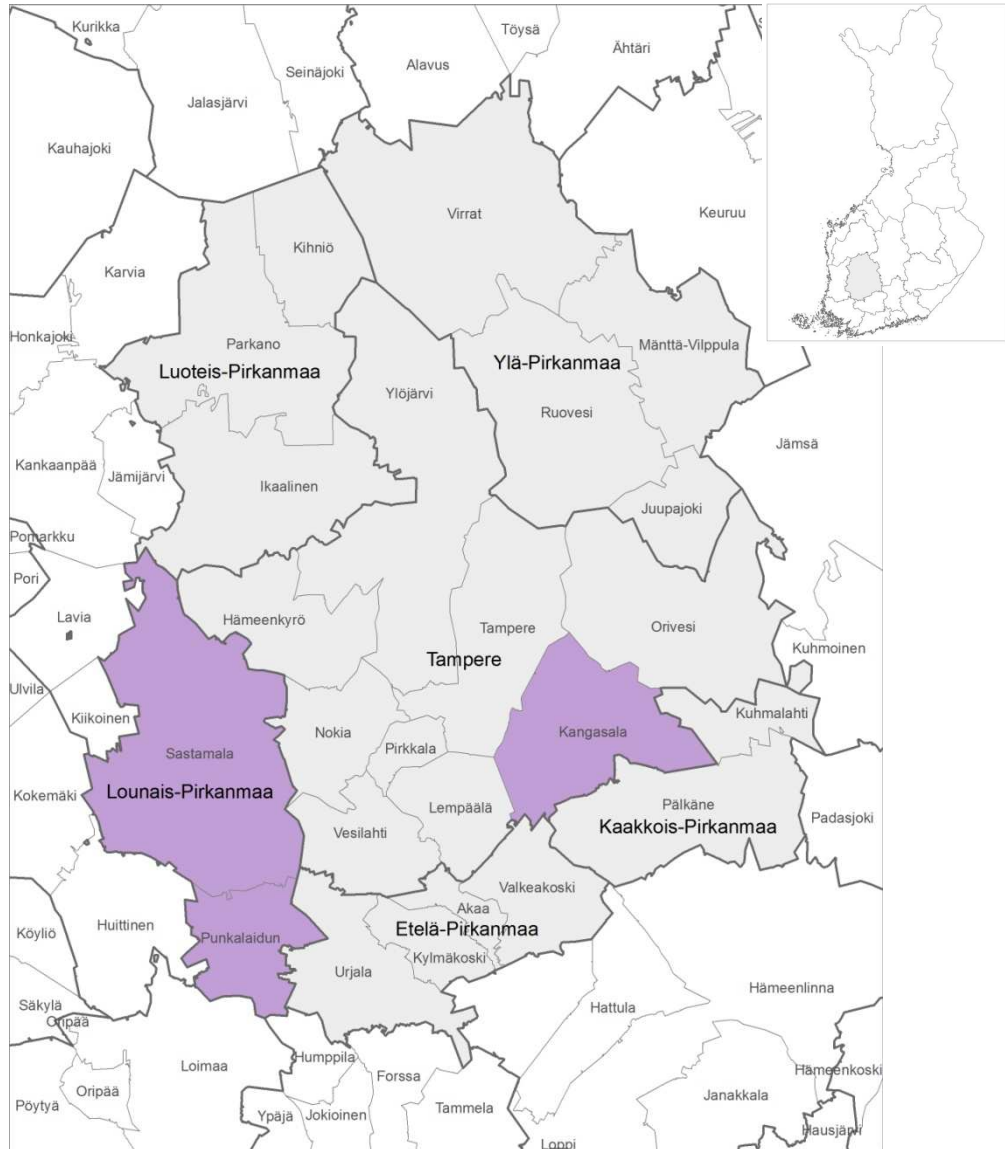 Kurikka
Töysä
Alavus
Ähtäri
Seinäjoki
Jalasjärvi
Kauhajoki
Keuruu
Virrat
Kihniö
Karvia
Honkajoki
Parkano
Mänttä-Vilppula
Luoteis-Pirkanmaa
Ylä-Pirkanmaa
Ylöjärvi
Ruovesi
Jämsä
Kankaanpää
Jämijärvi
Ikaalinen
Juupajoki
Pomarkku
Pori
Lavia
Hämeenkyrö
Tampere
Orivesi
Kuhmoinen
Tampere
Ulvila
Kiikoinen
Kuhmalahti
Nokia
Pirkkala
Kangasala
Sastamala
Lounais-Pirkanmaa
Kokemäki
Lempäälä
Pälkäne
Kaakkois-Pirkanmaa
Padasjoki
Vesilahti
Valkeakoski
Akaa
Huittinen
Köyliö
Punkalaidun
Etelä-Pirkanmaa
Kylmäkoski
Urjala
Hämeenlinna
Säkylä
Oripää
Hattula
Loimaa
Humppila
Forssa
Hämeenkoski
Oripää
Pöytyä
Ypäjä
Jokioinen
Tammela
Janakkala
Hausjärvi
Loppi